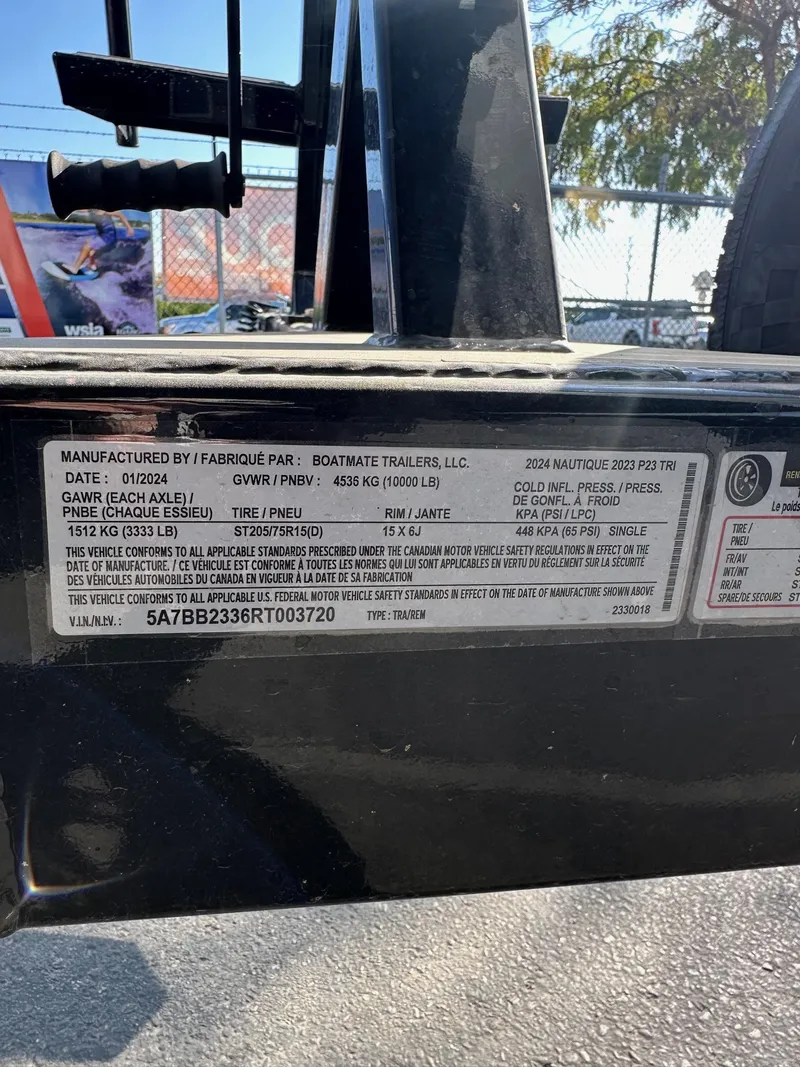 wsia
MANUFACTURED BY / FABRIQUÉ PAR : BOATMATE TRAILERS, LLC. 2024 NAUTIQUE 2023 P23 TRI
DATE : 01/2024 GVWR / PNBV : 4536 KG (10000 LB)
COLD INFL. PRESS. / PRESS.
DE GONFL. À FROID
KPA (PSI / LPC)
GAWR (EACH AXLE) /
PNBE (CHAQUE ESSIEU) TIRE / PNEU RIM / JANTE
1512 KG (3333 LB) ST205/75R15(D) 15 X 6J 448 KPA (65 PSI) SINGLE
THIS VEHICLE CONFORMS TO ALL APPLICABLE STANDARDS PRESCRIBED UNDER THE CANADIAN MOTOR VEHICLE SAFETY REGULATIONS IN EFFECT ON THE
DATE OF MANUFACTURE. / CE VÉHICULE EST CONFORME À TOUTES LES NORMES QUI LUI SONT APPLICABLES EN VERTU DU RÈGLEMENT SUR LA SÉCURITÉ
DES VÉHICULES AUTOMOBILES DU CANADA EN VIGUEUR À LA DATE DE SA FABRICATION
THIS VEHICLE CONFORMS TO ALL APPLICABLE U.S. FEDERAL MOTOR VEHICLE SAFETY STANDARDS IN EFFECT ON THE DATE OF MANUFACTURE SHOWN ABOVE
V.I.N./N.I.V. : 5A7BB2336RT003720 TYPE : TRA/REM 2330018
REN
Le poids
TIRE /
PNEU
FR/AV S
INT/INT S
RR/AR ST
SPARE/DE SECOURS ST